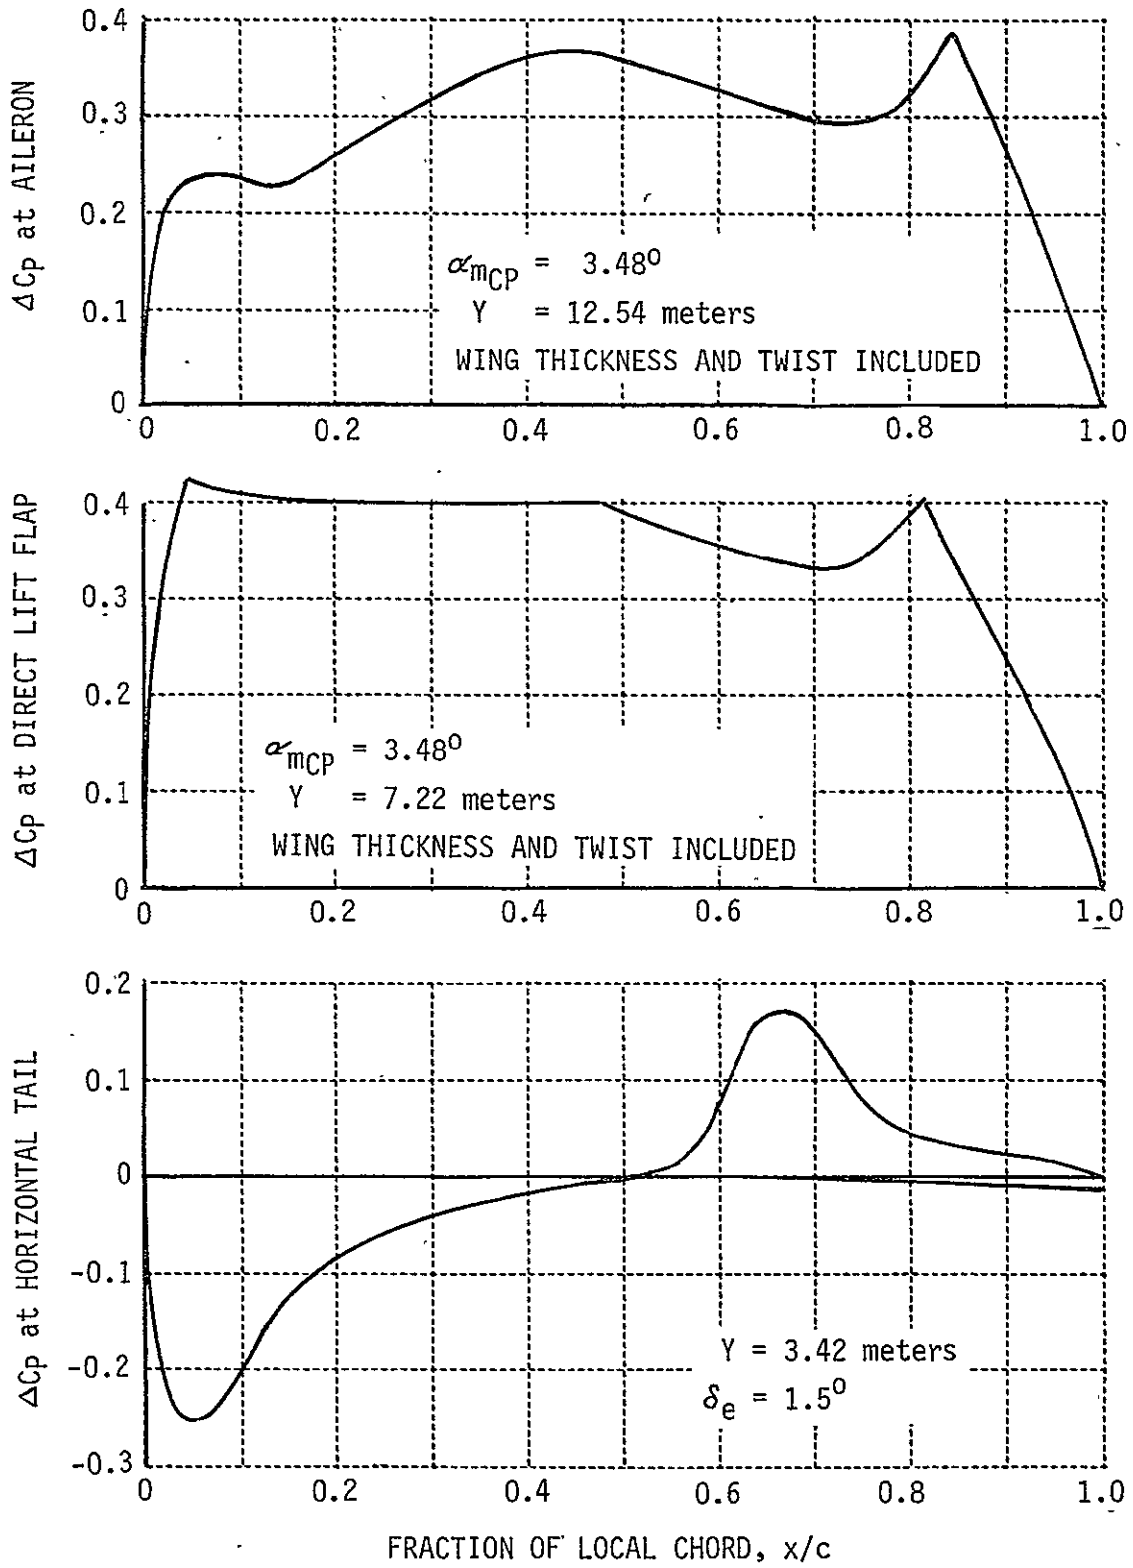 ΔCp at AILERON
0.4
0.3
0.2
0.1
0
αmCP = 3.48⁰
Y = 12.54 meters
WING THICKNESS AND TWIST INCLUDED
0 0.2 0.4 0.6 0.8 1.0
ΔCp at DIRECT LIFT FLAP
0.4
0.3
0.2
0.1
0
αmCP = 3.48⁰
Y = 7.22 meters
WING THICKNESS AND TWIST INCLUDED
0 0.2 0.4 0.6 0.8 1.0
ΔCp at HORIZONTAL TAIL
0.2
0.1
0
-0.1
-0.2
-0.3
Y = 3.42 meters
δe = 1.5⁰
0 0.2 0.4 0.6 0.8 1.0
FRACTION OF LOCAL CHORD, x/c